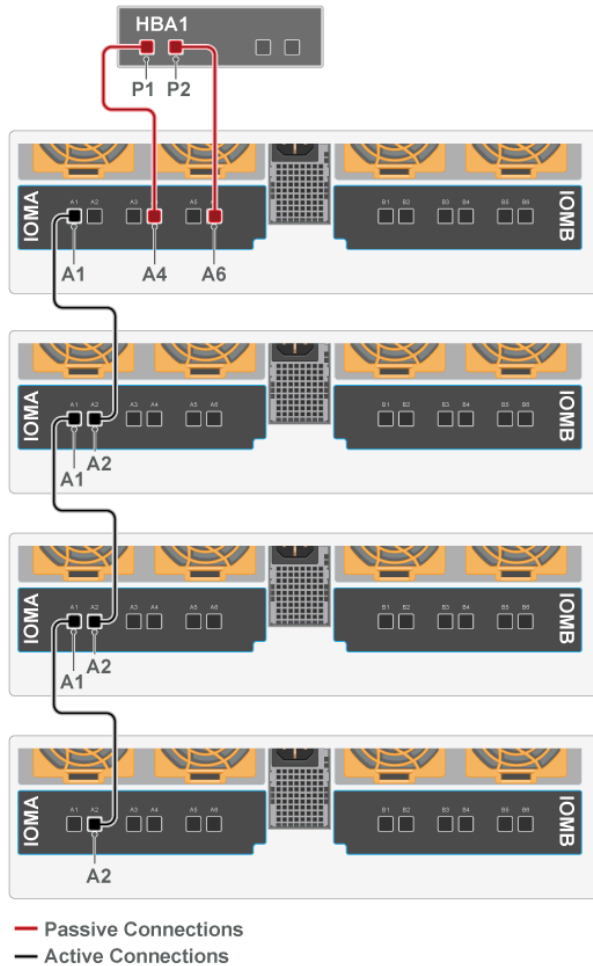 HBA1
P1 P2
IOMA A1 A2 A3 A4 A5 B1 B2 B3 B4 B5 B6 IOMB
A1 A4 A6
IOMA A1 A2 A3 A4 A5 A6 B1 B2 B3 B4 B5 B6 IOMB
A1 A2
IOMA A1 A2 A3 A4 A5 A6 B1 B2 B3 B4 B5 B6 IOMB
A1 A2
IOMA A1 A2 A3 A4 A5 A6 B1 B2 B3 B4 B5 B6 IOMB
A2
Passive Connections
Active Connections